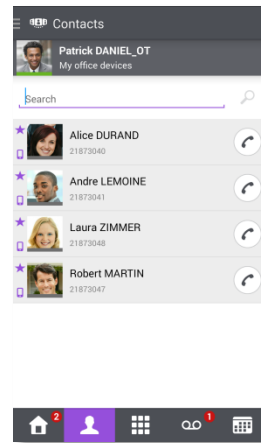 Contacts
Patrick DANIEL_OT
My office devices
Search
Alice DURAND
21873040
Andre LEMOINE
21873041
Laura ZIMMER
21873048
Robert MARTIN
21873047
2
1